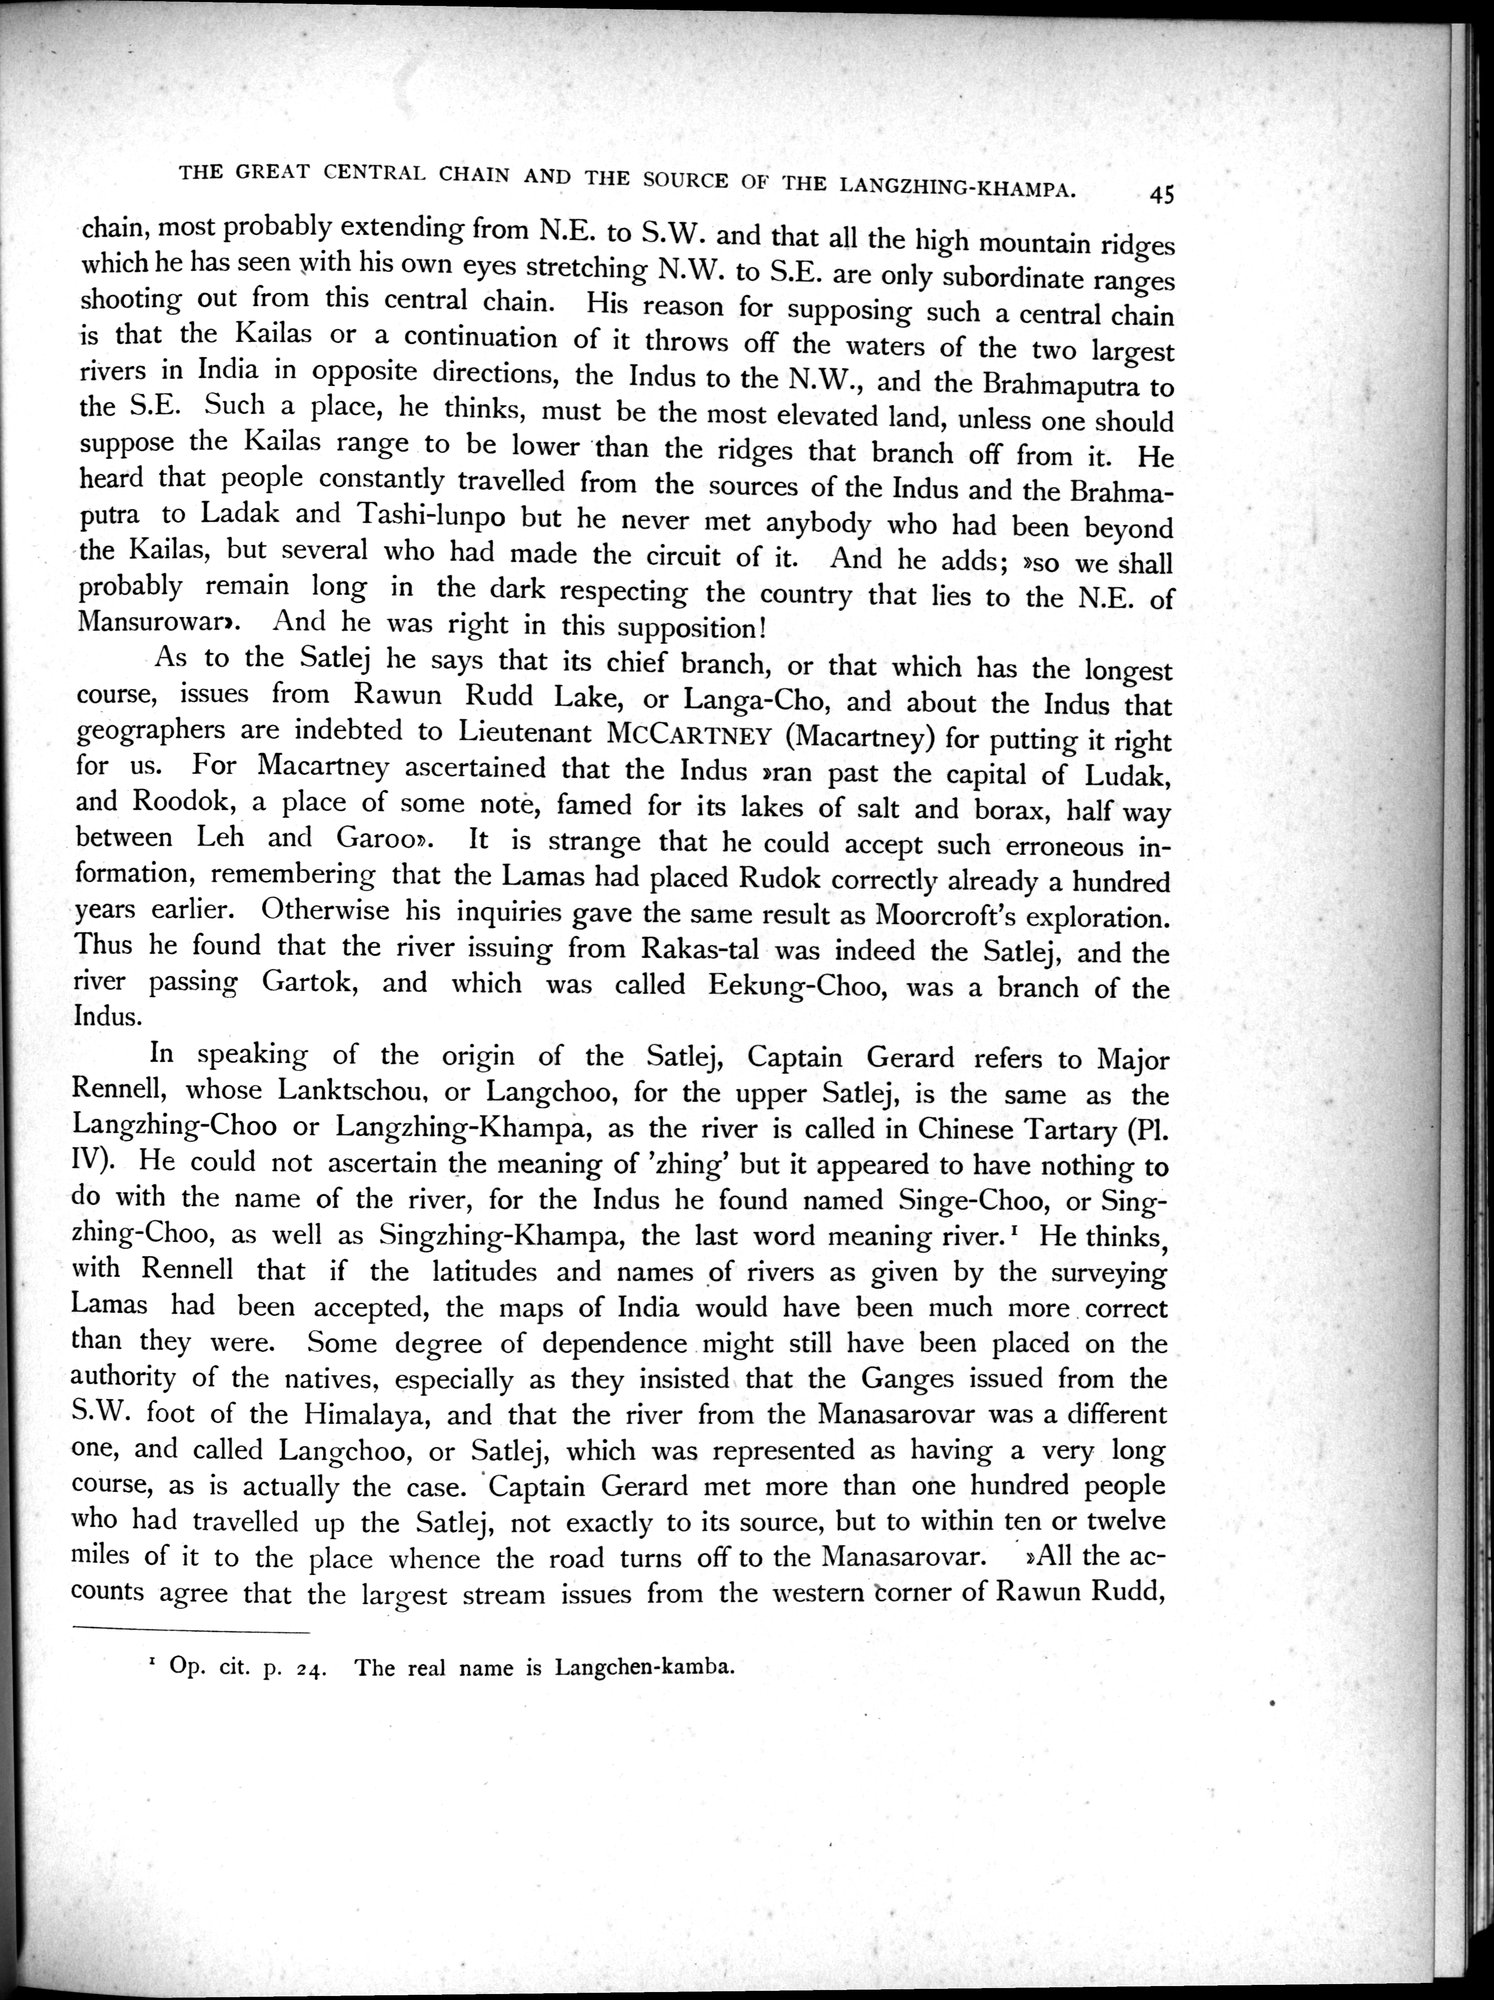 THE GREAT CENTRAL CHAIN AND THE SOURCE OF THE LANGZHING-KHAMPA. 45
chain, most probably extending from N.E. to S.W. and that all the high mountain ridges
which he has seen with his own eyes stretching N.W. to S.E. are only subordinate ranges
shooting out from this central chain. His reason for supposing such a central chain
is that the Kailas or a continuation of it throws off the waters of the two largest
rivers in India in opposite directions, the Indus to the N.W., and the Brahmaputra to
the S.E. Such a place, he thinks, must be the most elevated land, unless one should
suppose the Kailas range to be lower than the ridges that branch off from it. He
heard that people constantly travelled from the sources of the Indus and the Brahma-
putra to Ladak and Tashi-lunpo but he never met anybody who had been beyond
the Kailas, but several who had made the circuit of it. And he adds; »so we shall
probably remain long in the dark respecting the country that lies to the N.E. of
Mansurowar». And he was right in this supposition!
As to the Satlej he says that its chief branch, or that which has the longest
course, issues from Rawun Rudd Lake, or Langa-Cho, and about the Indus that
geographers are indebted to Lieutenant MCCARTNEY (Macartney) for putting it right
for us. For Macartney ascertained that the Indus »ran past the capital of Ludak,
and Roodok, a place of some note, famed for its lakes of salt and borax, half way
between Leh and Garoo». It is strange that he could accept such erroneous in-
formation, remembering that the Lamas had placed Rudok correctly already a hundred
years earlier. Otherwise his inquiries gave the same result as Moorcroft's exploration.
Thus he found that the river issuing from Rakas-tal was indeed the Satlej, and the
river passing Gartok, and which was called Eekung-Choo, was a branch of the
Indus.
In speaking of the origin of the Satlej, Captain Gerard refers to Major
Rennell, whose Lanktschou, or Langchoo, for the upper Satlej, is the same as the
Langzhing-Choo or Langzhing-Khampa, as the river is called in Chinese Tartary (Pl.
IV). He could not ascertain the meaning of 'zhing' but it appeared to have nothing to
do with the name of the river, for the Indus he found named Singe-Choo, or Sing-
zhing-Choo, as well as Singzhing-Khampa, the last word meaning river.¹ He thinks,
with Rennell that if the latitudes and names of rivers as given by the surveying
Lamas had been accepted, the maps of India would have been much more correct
than they were. Some degree of dependence might still have been placed on the
authority of the natives, especially as they insisted that the Ganges issued from the
S.W. foot of the Himalaya, and that the river from the Manasarovar was a different
one, and called Langchoo, or Satlej, which was represented as having a very long
course, as is actually the case. Captain Gerard met more than one hundred people
who had travelled up the Satlej, not exactly to its source, but to within ten or twelve
miles of it to the place whence the road turns off to the Manasarovar. »All the ac-
counts agree that the largest stream issues from the western corner of Rawun Rudd,
¹ Op. cit. p. 24. The real name is Langchen-kamba.